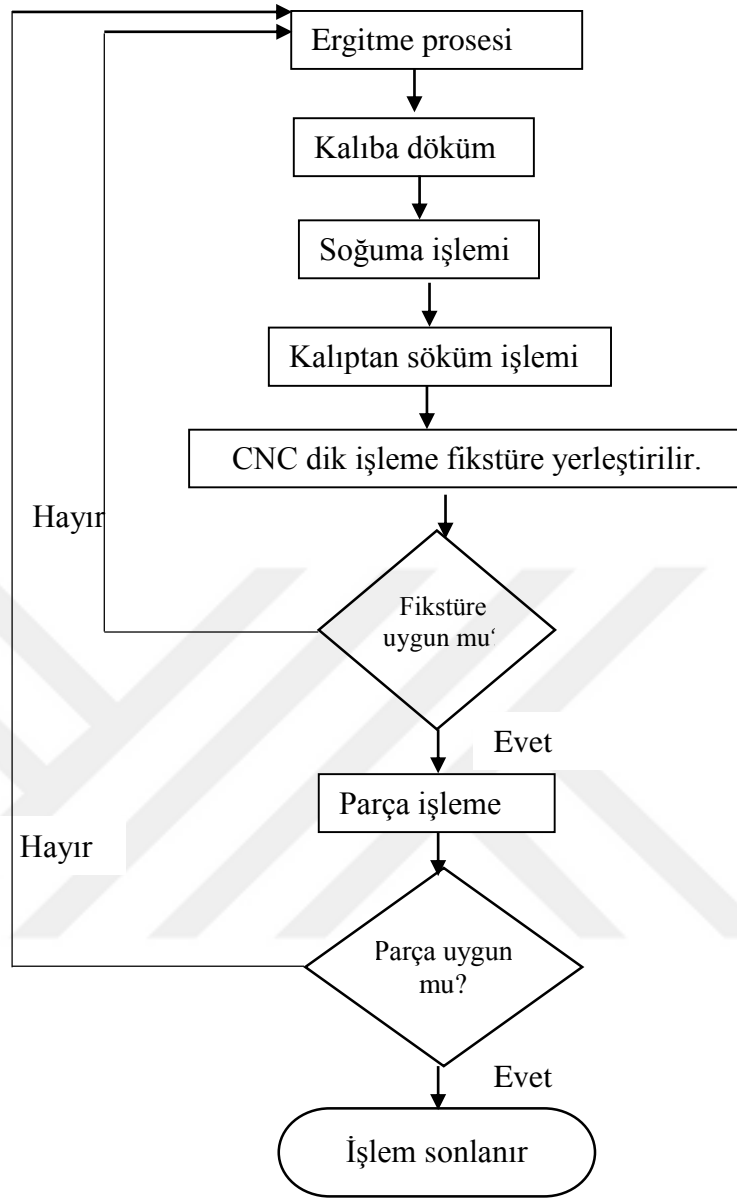 Ergitme prosesi
Kalıba döküm
Soğuma işlemi
Kalıptan söküm işlemi
CNC dik işleme fikstüre yerleştirilir.
Hayır
Fikstüre
uygun mu?
Evet
Parça işleme
Hayır
Parça uygun
mu?
Evet
İşlem sonlanır